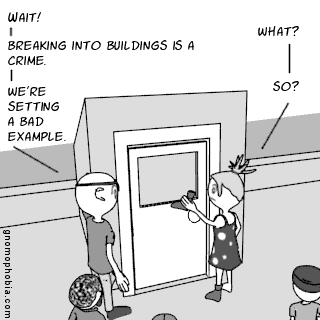 WAIT!
BREAKING INTO BUILDINGS IS A
CRIME.
WE'RE
SETTING
A BAD
EXAMPLE.
WHAT?
SO?
gnomophobia.com